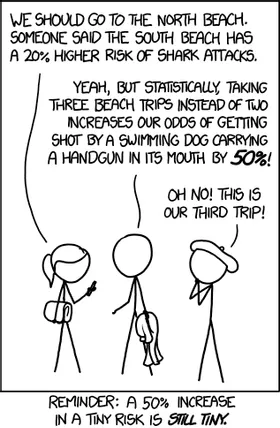 WE SHOULD GO TO THE NORTH BEACH.
SOMEONE SAID THE SOUTH BEACH HAS
A 20% HIGHER RISK OF SHARK ATTACKS.
YEAH, BUT STATISTICALLY, TAKING
THREE BEACH TRIPS INSTEAD OF TWO
INCREASES OUR ODDS OF GETTING
SHOT BY A SWIMMING DOG CARRYING
A HANDGUN IN ITS MOUTH BY 50%!
OH NO! THIS IS
OUR THIRD TRIP!
REMINDER: A 50% INCREASE
IN A TINY RISK IS STILL TINY.